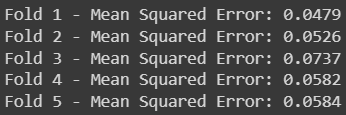 Fold 1 - Mean Squared Error: 0.0479
Fold 2 - Mean Squared Error: 0.0526
Fold 3 - Mean Squared Error: 0.0737
Fold 4 - Mean Squared Error: 0.0582
Fold 5 - Mean Squared Error: 0.0584